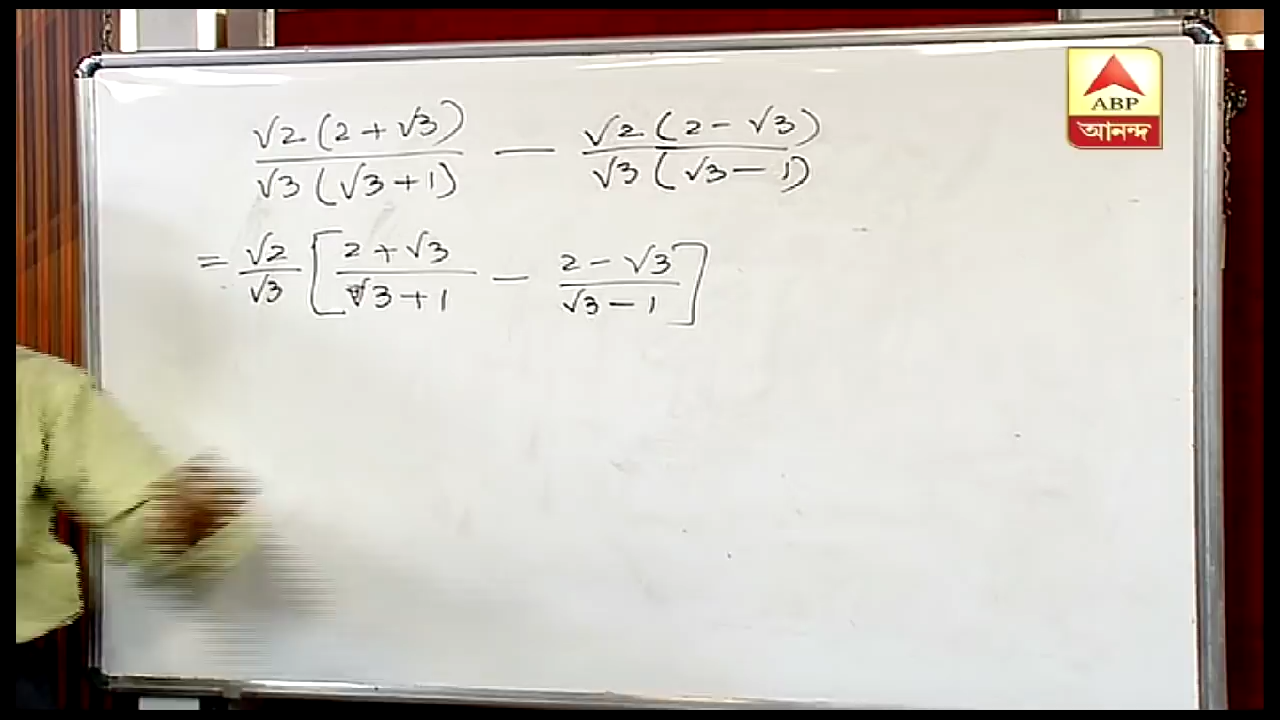 ABP
আনন্দ
√2 (2 + √3) / √3 (√3 + 1) — √2 (2 - √3) / √3 (√3 - 1)
= √2 / √3 [ 2 + √3 / √3 + 1 - 2 - √3 / √3 - 1 ]